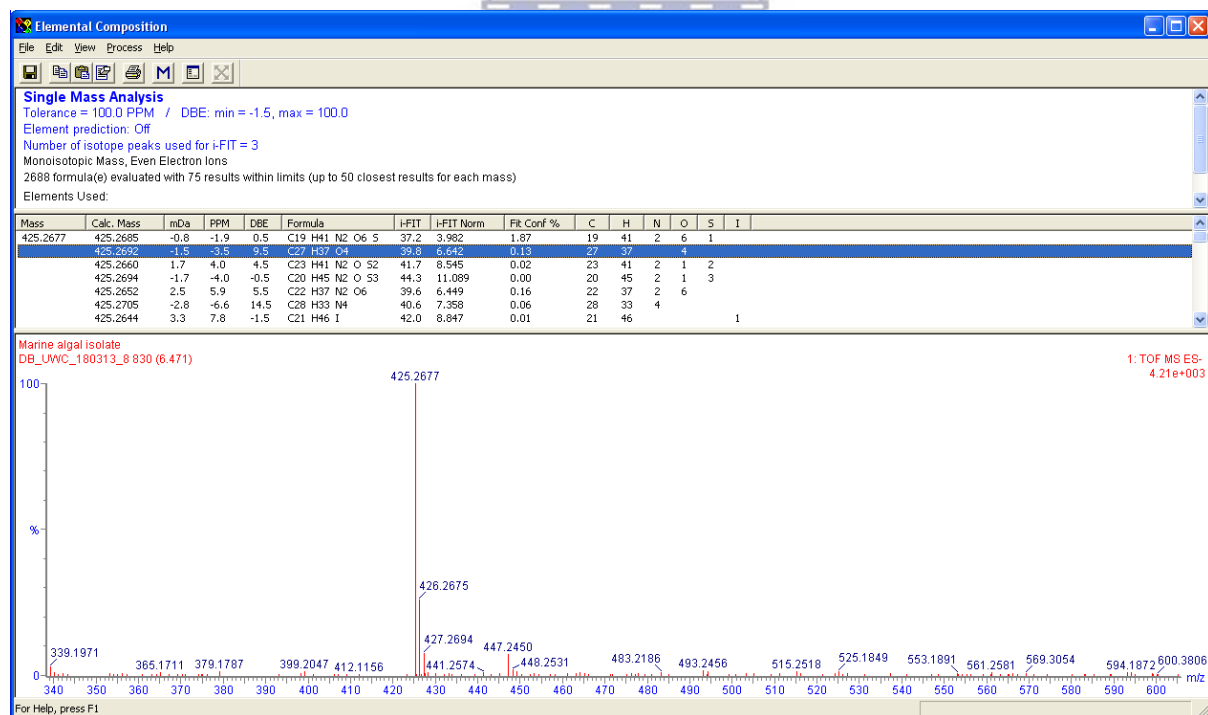 Elemental Composition
File Edit View Process Help
M
Single Mass Analysis
Tolerance = 100.0 PPM / DBE: min = -1.5, max = 100.0
Element prediction: Off
Number of isotope peaks used for i-FIT = 3
Monoisotopic Mass, Even Electron Ions
2688 formula(e) evaluated with 75 results within limits (up to 50 closest results for each mass)
Elements Used:
Mass Calc. Mass mDa PPM DBE Formula i-FIT i-FIT Norm Fit Conf % C H N O S I
425.2677 425.2685 -0.8 -1.9 0.5 C19 H41 N2 O6 S 37.2 3.982 1.87 19 41 2 6 1
425.2692 -1.5 -3.5 9.5 C27 H37 O4 39.8 6.642 0.13 27 37 4
425.2660 1.7 4.0 4.5 C23 H41 N2 O S2 41.7 8.545 0.02 23 41 2 1 2
425.2694 -1.7 -4.0 -0.5 C20 H45 N2 O S3 44.3 11.089 0.00 20 45 2 1 3
425.2652 2.5 5.9 5.5 C22 H37 N2 O6 39.6 6.449 0.16 22 37 2 6
425.2705 -2.8 -6.6 14.5 C28 H33 N4 40.6 7.358 0.06 28 33 4
425.2644 3.3 7.8 -1.5 C21 H46 I 42.0 8.847 0.01 21 46 1
Marine algal isolate
DB_UWC_180313_8 830 (6.471)
1: TOF MS ES-
4.21e+003
100
%
0
425.2677
426.2675
427.2694
339.1971
365.1711
379.1787
399.2047
412.1156
441.2574
447.2450
448.2531
483.2186
493.2456
515.2518
525.1849
553.1891
561.2581
569.3054
594.1872
600.3806
m/z
340 350 360 370 380 390 400 410 420 430 440 450 460 470 480 490 500 510 520 530 540 550 560 570 580 590 600
For Help, press F1